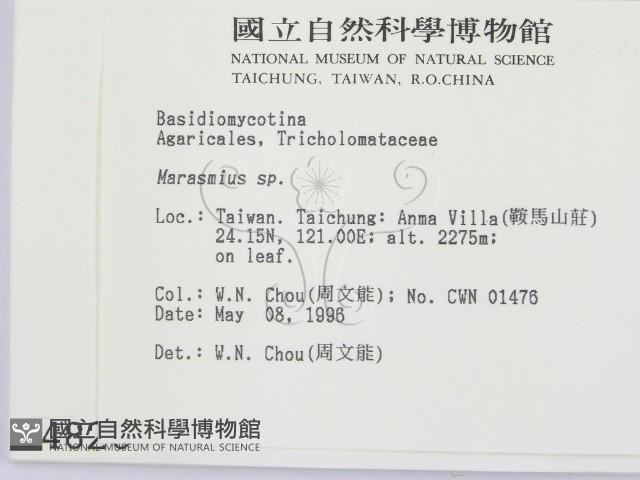 國立自然科學博物館
NATIONAL MUSEUM OF NATURAL SCIENCE
TAICHUNG, TAIWAN, R.O.CHINA
Basidiomycotina
Agaricales, Tricholomataceae
Marasmius sp.
Loc.: Taiwan. Taichung: Anma Villa(鞍馬山莊)
24.15N, 121.00E; alt. 2275m;
on leaf.
Col.: W.N. Chou(周文能); No. CWN 01476
Date: May 08, 1996
Det.: W.N. Chou(周文能)
國立自然科學博物館
NATIONAL MUSEUM OF NATURAL SCIENCE